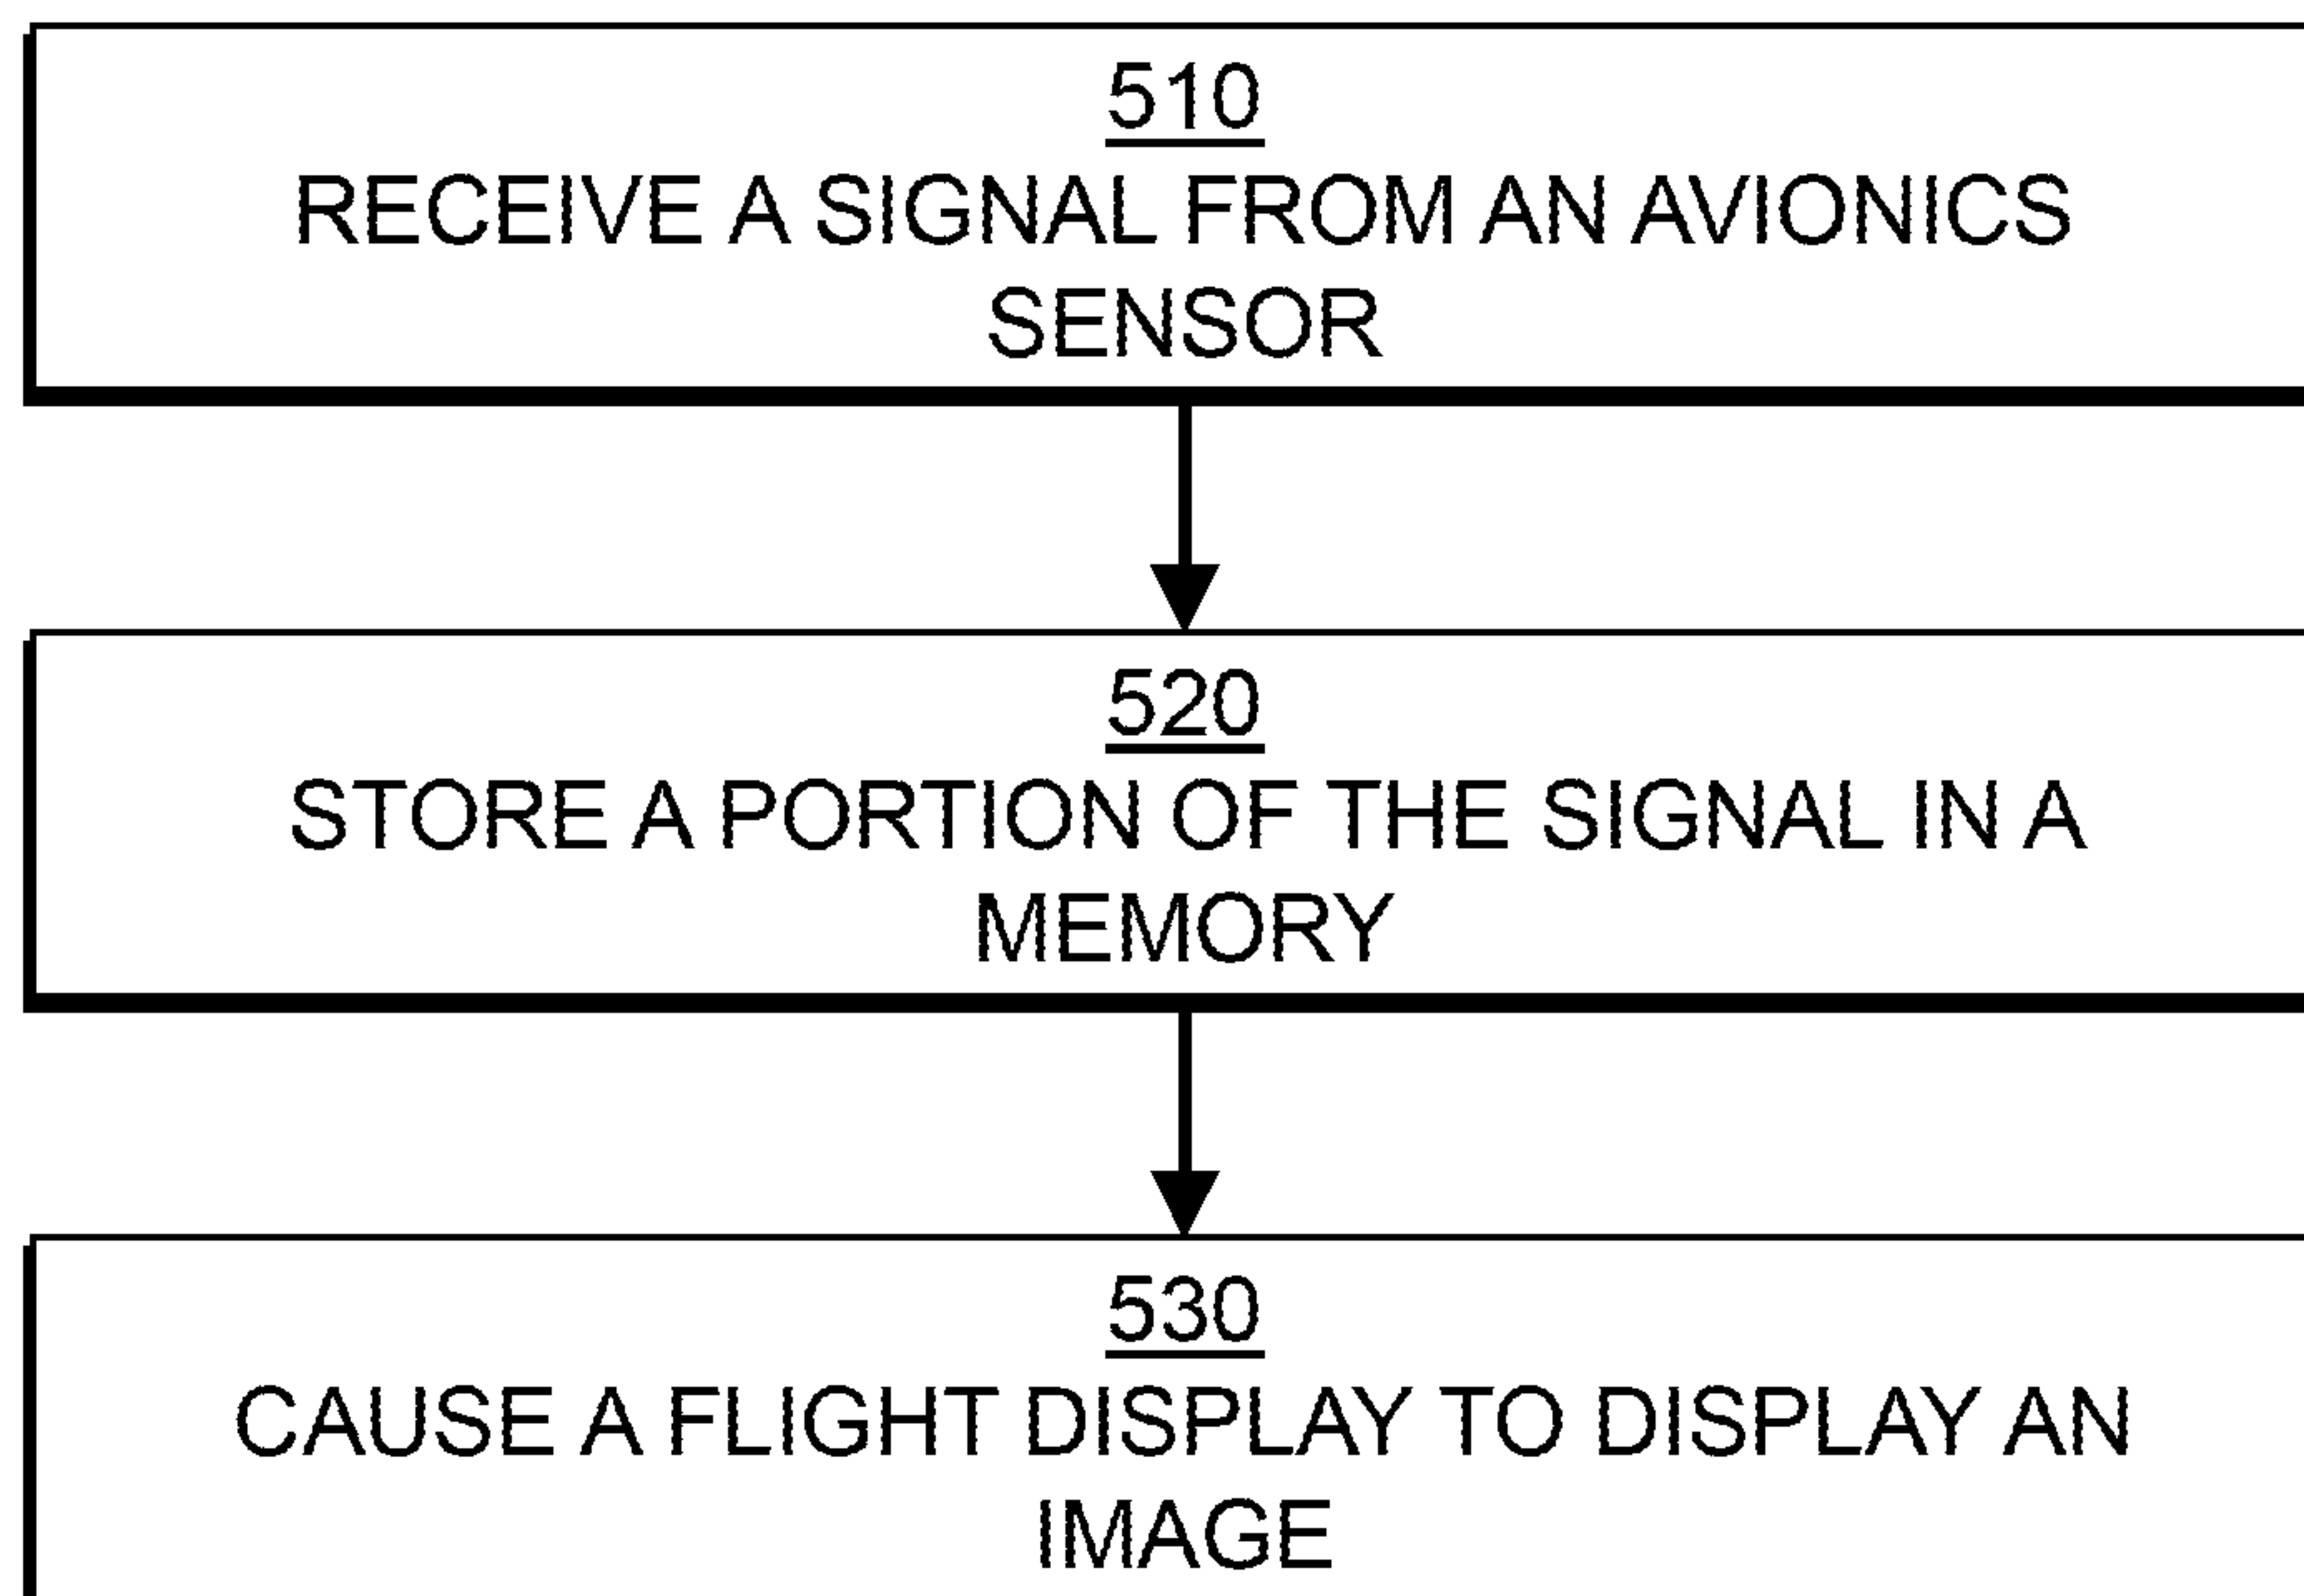 510
RECEIVE A SIGNAL FROM AN AVIONICS
SENSOR
520
STORE A PORTION OF THE SIGNAL IN A
MEMORY
530
CAUSE A FLIGHT DISPLAY TO DISPLAY AN
IMAGE